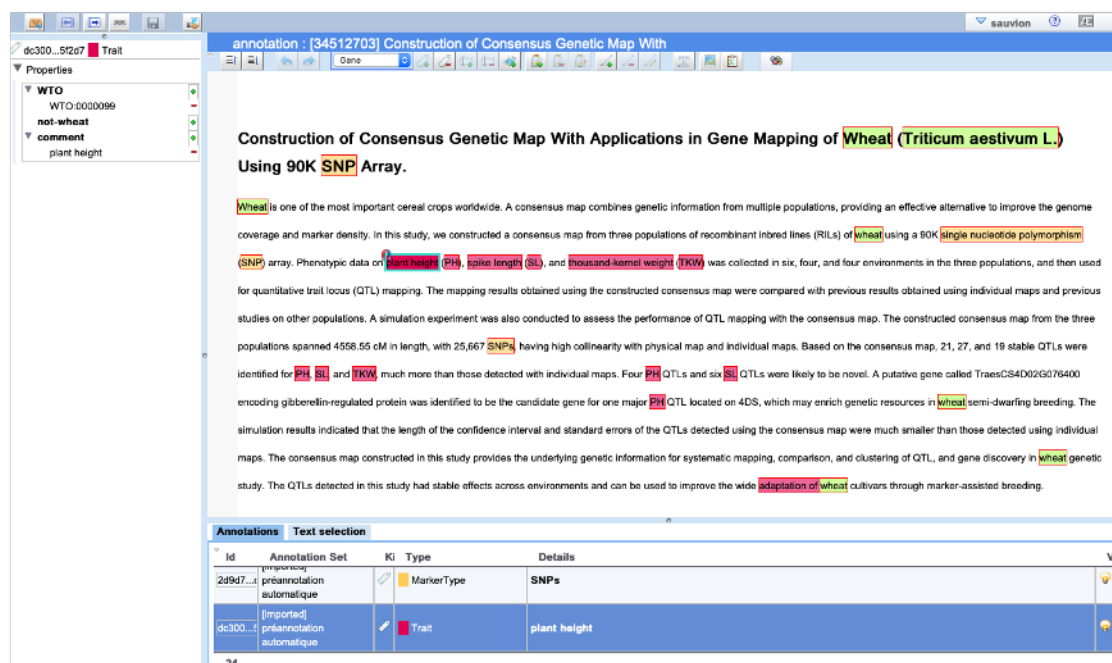 sauvion
dc300...5f2d7 Trait
Properties
WTO
WTO:0000099
not-wheat
comment
plant height
annotation : [34512703] Construction of Consensus Genetic Map With
Gene
Construction of Consensus Genetic Map With Applications in Gene Mapping of Wheat (Triticum aestivum L.)
Using 90K SNP Array.
Wheat is one of the most important cereal crops worldwide. A consensus map combines genetic information from multiple populations, providing an effective alternative to improve the genome
coverage and marker density. In this study, we constructed a consensus map from three populations of recombinant inbred lines (RILs) of wheat using a 90K single nucleotide polymorphism
(SNP) array. Phenotypic data on plant height (PH), spike length (SL), and thousand-kernel weight (TKW) was collected in six, four, and four environments in the three populations, and then used
for quantitative trait locus (QTL) mapping. The mapping results obtained using the constructed consensus map were compared with previous results obtained using individual maps and previous
studies on other populations. A simulation experiment was also conducted to assess the performance of QTL mapping with the consensus map. The constructed consensus map from the three
populations spanned 4558.55 cM in length, with 25,667 SNPs, having high collinearity with physical map and individual maps. Based on the consensus map, 21, 27, and 19 stable QTLs were
identified for PH, SL, and TKW, much more than those detected with individual maps. Four PH QTLs and six SL QTLs were likely to be novel. A putative gene called TraesCS4D02G076400
encoding gibberellin-regulated protein was identified to be the candidate gene for one major PH QTL located on 4DS, which may enrich genetic resources in wheat semi-dwarfing breeding. The
simulation results indicated that the length of the confidence interval and standard errors of the QTLs detected using the consensus map were much smaller than those detected using individual
maps. The consensus map constructed in this study provides the underlying genetic information for systematic mapping, comparison, and clustering of QTL, and gene discovery in wheat genetic
study. The QTLs detected in this study had stable effects across environments and can be used to improve the wide adaptation of wheat cultivars through marker-assisted breeding.
Annotations Text selection
Id Annotation Set Ki Type Details V
[imported]
2d9d7...c préannotation MarkerType SNPs
automatique
[imported]
dc300...5 préannotation Trait plant height
automatique
24